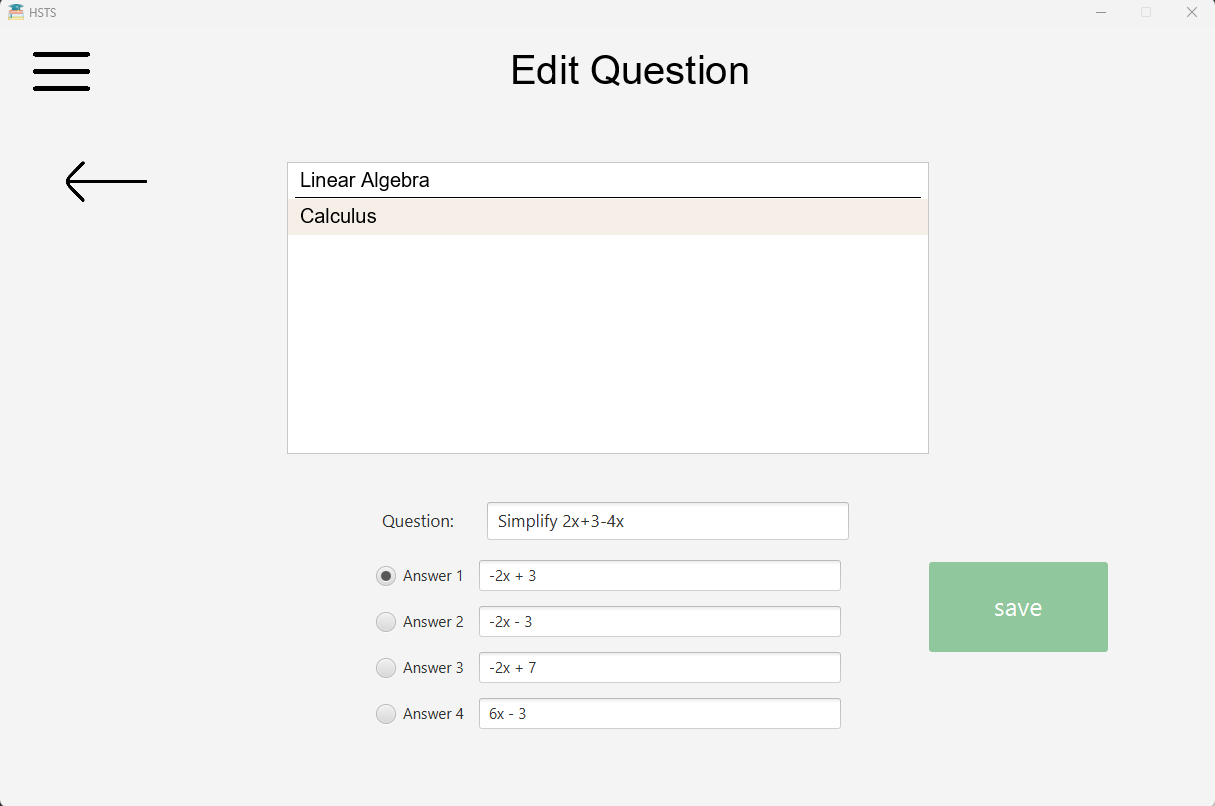 HSTS
Edit Question
Linear Algebra
Calculus
Question: Simplify 2x+3-4x
Answer 1 -2x + 3
Answer 2 -2x - 3
Answer 3 -2x + 7
Answer 4 6x - 3
save